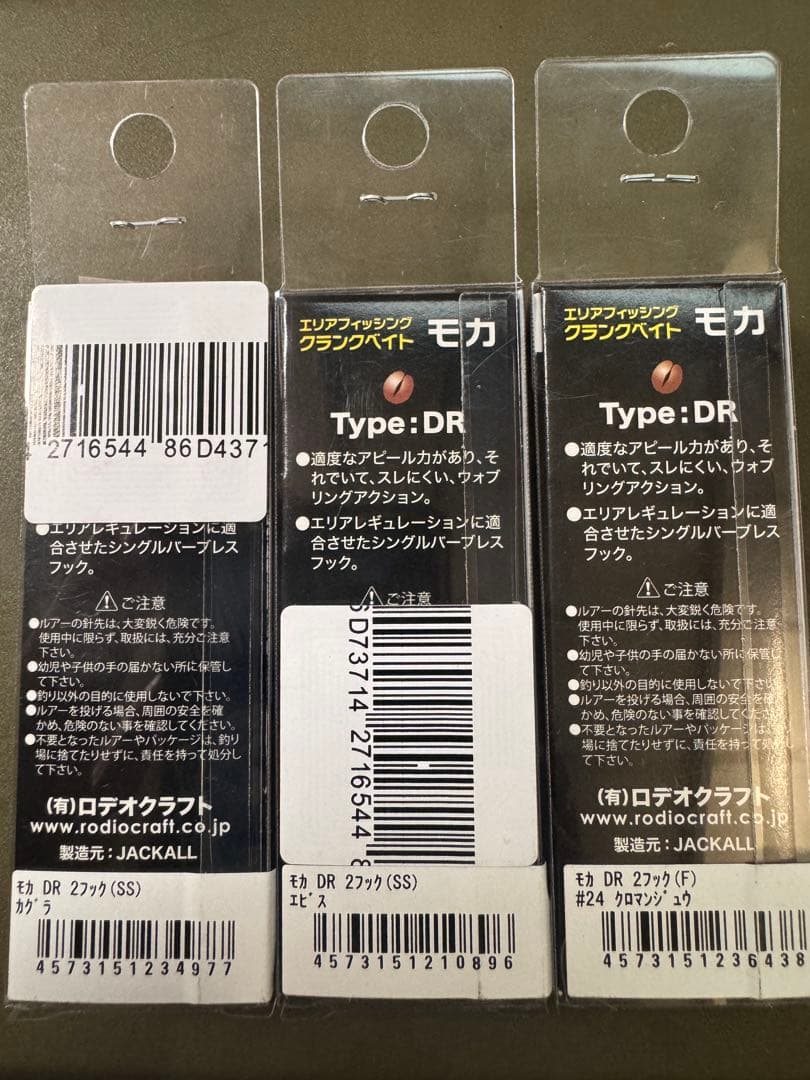 2716544 86D4371
●エリアレギュレーションに適
合させたシングルバーブレス
フック。
ご注意
●ルアーの針先は、大変鋭く危険です。
使用中に限らず、取扱には、充分ご注意
下さい。
●幼児や子供の手の届かない所に保管し
て下さい。
●釣り以外の目的に使用しないで下さい。
●ルアーを投げる場合、周囲の安全を確
かめ、危険のない事を確認してください。
●不要となったルアーやパッケージは、釣り
場に捨てたりせずに、責任を持って処分し
て下さい。
(有)ロデオクラフト
www.rodiocraft.co.jp
製造元:JACKALL
モカ DR 2フック(SS)
カグラ
4573151234977
エリアフィッシング
クランクベイト モカ
Type:DR
●適度なアピール力があり、そ
れでいて、スレにくい、ウォブ
リングアクション。
●エリアレギュレーションに適
合させたシングルバーブレス
フック。
ご注意
6D73714 2716544 8
モカ DR 2フック(SS)
エビス
4573151210896
エリアフィッシング
クランクベイト モカ
Type:DR
●適度なアピール力があり、そ
れでいて、スレにくい、ウォブ
リングアクション。
●エリアレギュレーションに適
合させたシングルバーブレス
フック。
ご注意
●ルアーの針先は、大変鋭く危険です。
使用中に限らず、取扱には、充分ご注意
下さい。
●幼児や子供の手の届かない所に保管し
て下さい。
●釣り以外の目的に使用しないで下さい。
●ルアーを投げる場合、周囲の安全を確
かめ、危険のない事を確認してください。
●不要となったルアーやパッケージは、釣り
場に捨てたりせずに、責任を持って処分し
て下さい。
(有)ロデオクラフト
www.rodiocraft.co.jp
製造元:JACKALL
モカ DR 2フック(F)
#24 クロマンジュウ
457315123638